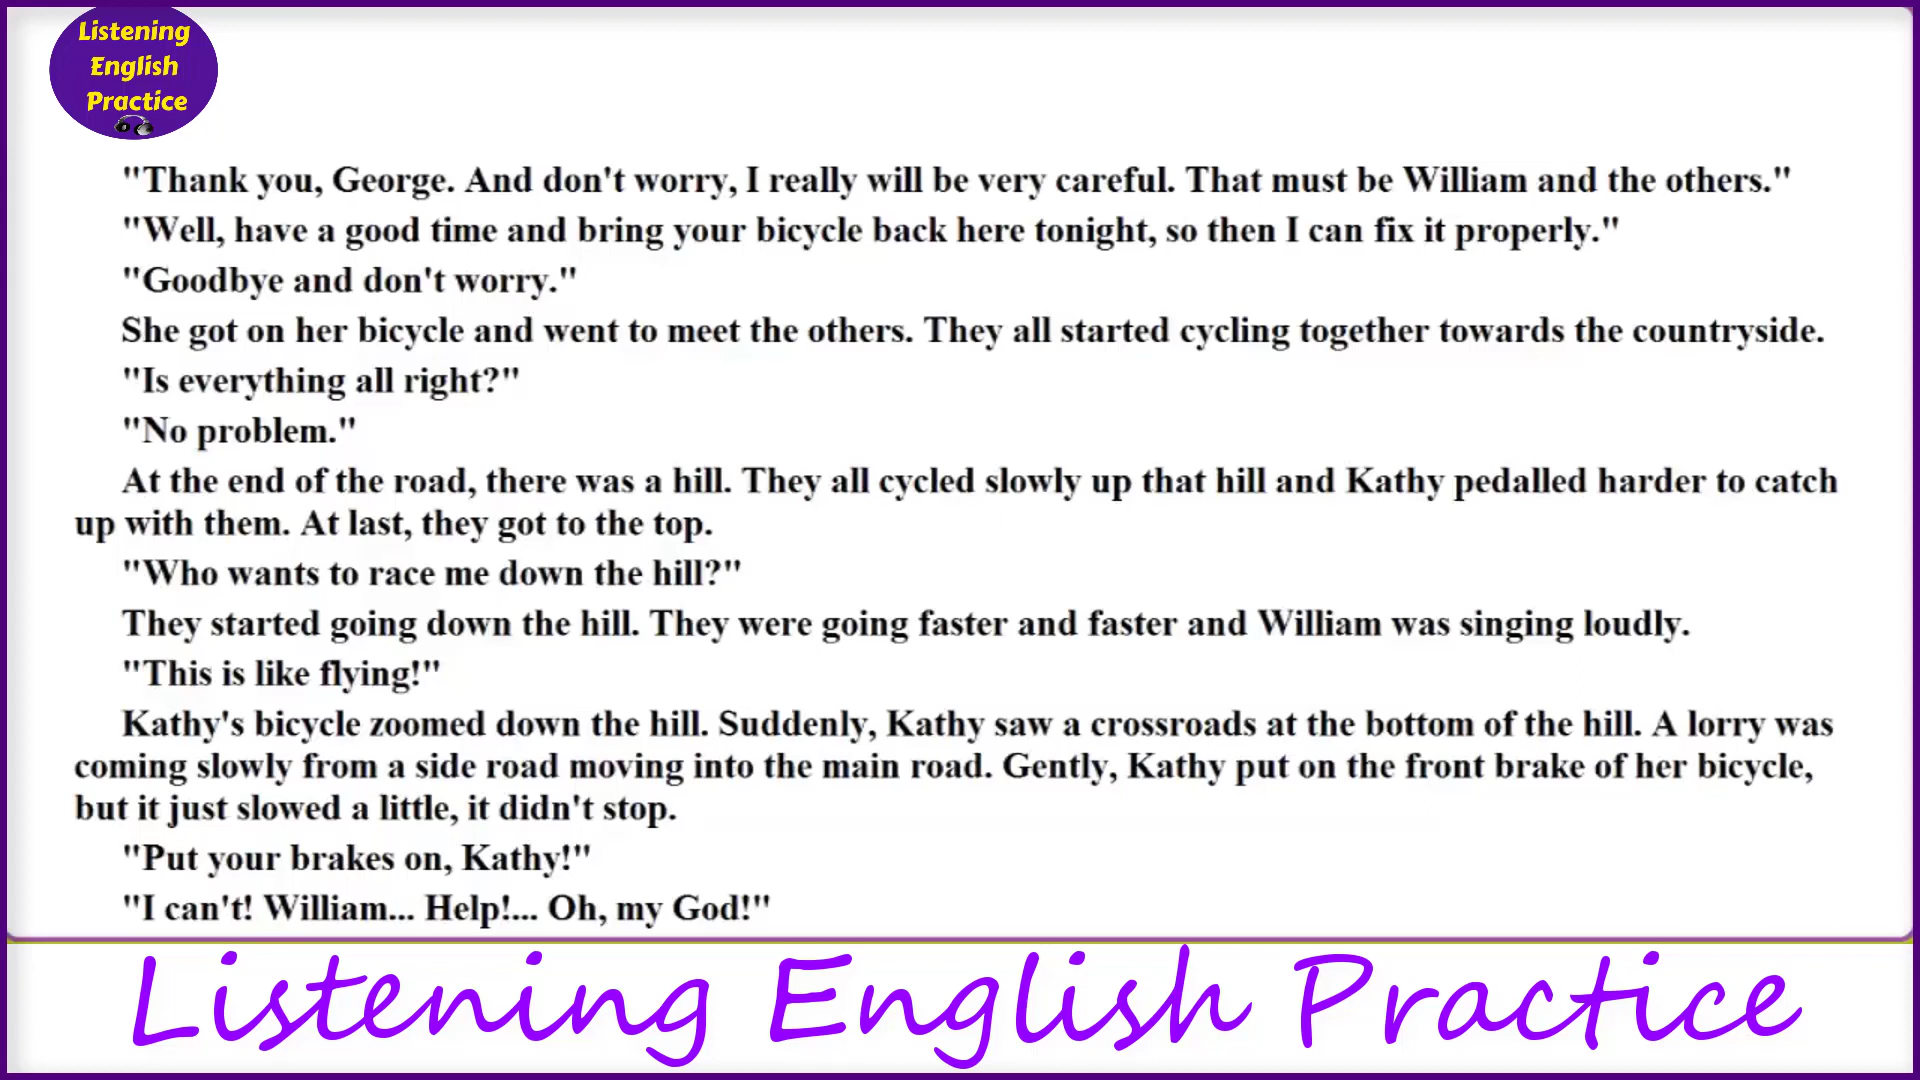 Listening
English
Practice
"Thank you, George. And don't worry, I really will be very careful. That must be William and the others."
"Well, have a good time and bring your bicycle back here tonight, so then I can fix it properly."
"Goodbye and don't worry."
She got on her bicycle and went to meet the others. They all started cycling together towards the countryside.
"Is everything all right?"
"No problem."
At the end of the road, there was a hill. They all cycled slowly up that hill and Kathy pedalled harder to catch
up with them. At last, they got to the top.
"Who wants to race me down the hill?"
They started going down the hill. They were going faster and faster and William was singing loudly.
"This is like flying!"
Kathy's bicycle zoomed down the hill. Suddenly, Kathy saw a crossroads at the bottom of the hill. A lorry was
coming slowly from a side road moving into the main road. Gently, Kathy put on the front brake of her bicycle,
but it just slowed a little, it didn't stop.
"Put your brakes on, Kathy!"
"I can't! William... Help!... Oh, my God!"
Listening English Practice